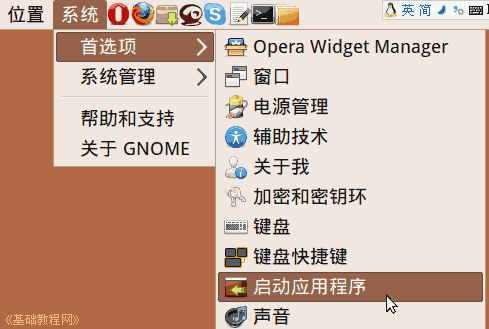 位置 系统 英 简
首选项
系统管理
帮助和支持
关于 GNOME
Opera Widget Manager
窗口
电源管理
辅助技术
关于我
加密和密钥环
键盘
键盘快捷键
启动应用程序
声音
《基础教程网》